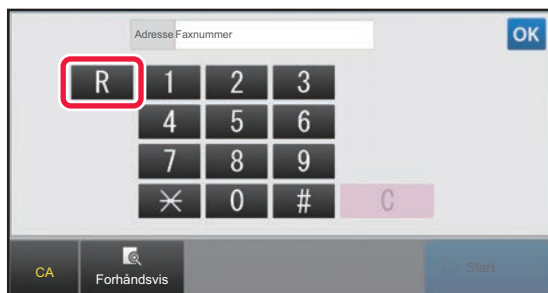 Adresse Faxnummer OK
R 1 2 3
4 5 6
7 8 9
* 0 # C
CA Forhåndsvis Start